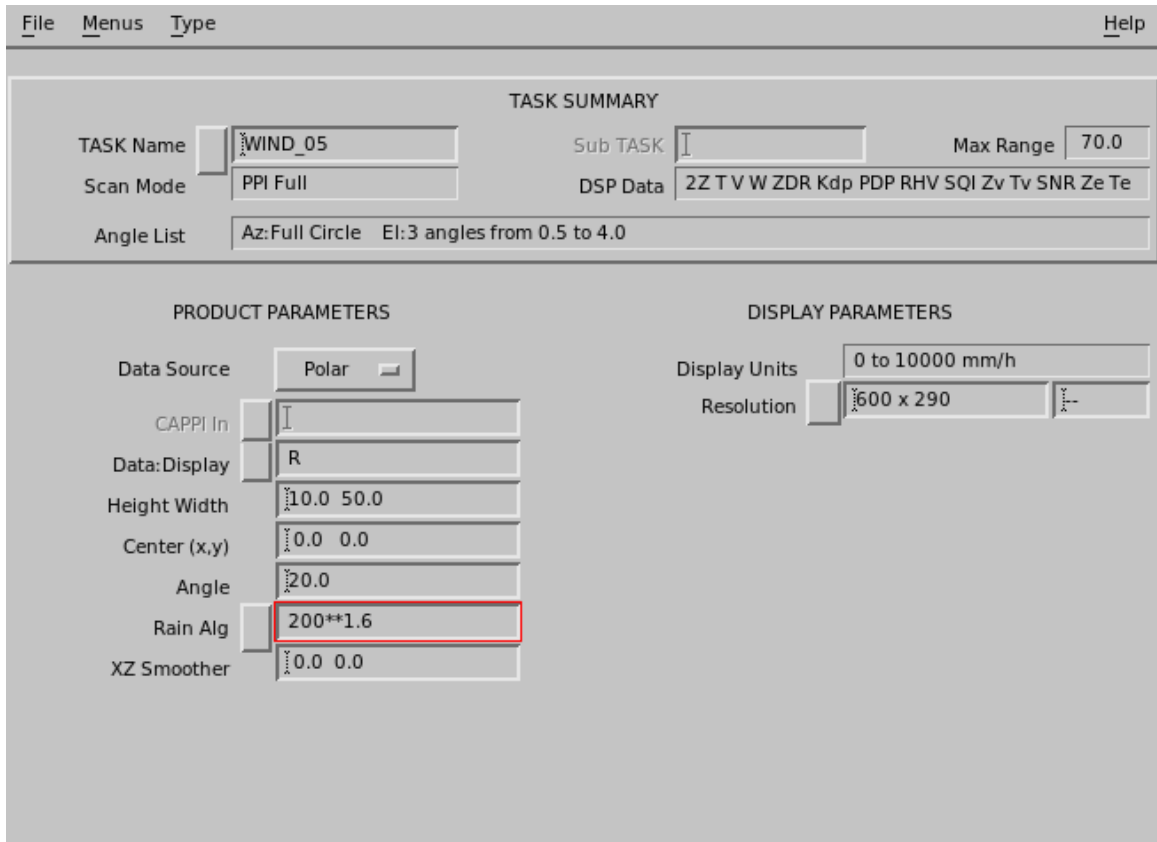 File Menus Type Help
TASK SUMMARY
TASK Name WIND_05 Sub TASK Max Range 70.0
Scan Mode PPI Full DSP Data 2Z T V W ZDR Kdp PDP RHV SQI Zv Tv SNR Ze Te
Angle List Az:Full Circle El:3 angles from 0.5 to 4.0
PRODUCT PARAMETERS DISPLAY PARAMETERS
Data Source Polar Display Units 0 to 10000 mm/h
CAPPI In Resolution 600 x 290 --
Data:Display R
Height Width 10.0 50.0
Center (x,y) 0.0 0.0
Angle 20.0
Rain Alg 200**1.6
XZ Smoother 0.0 0.0